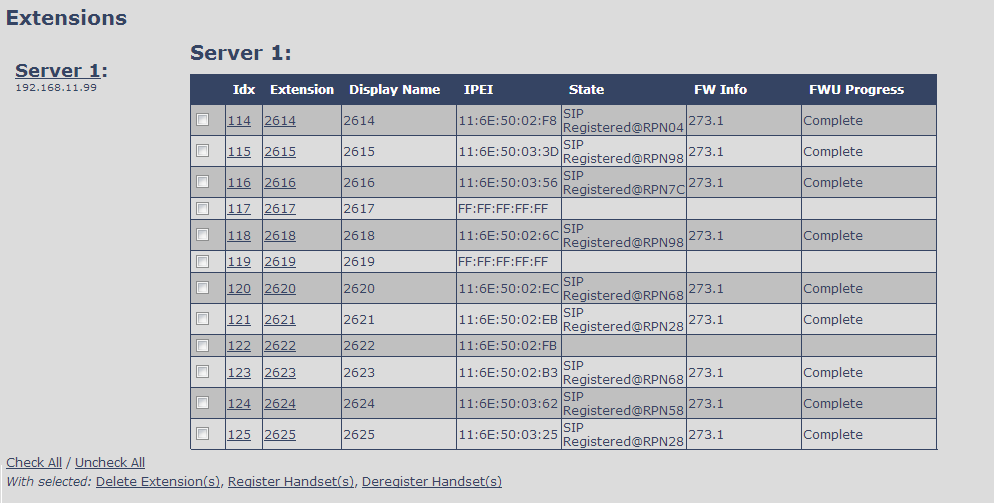 Extensions
Server 1:
192.168.11.99
Server 1:
Idx Extension Display Name IPEI State FW Info FWU Progress
114 2614 2614 11:6E:50:02:F8 SIP Registered@RPN04 273.1 Complete
115 2615 2615 11:6E:50:03:3D SIP Registered@RPN98 273.1 Complete
116 2616 2616 11:6E:50:03:56 SIP Registered@RPN7C 273.1 Complete
117 2617 2617 FF:FF:FF:FF:FF
118 2618 2618 11:6E:50:02:6C SIP Registered@RPN98 273.1 Complete
119 2619 2619 FF:FF:FF:FF:FF
120 2620 2620 11:6E:50:02:EC SIP Registered@RPN68 273.1 Complete
121 2621 2621 11:6E:50:02:EB SIP Registered@RPN28 273.1 Complete
122 2622 2622 11:6E:50:02:FB
123 2623 2623 11:6E:50:02:B3 SIP Registered@RPN68 273.1 Complete
124 2624 2624 11:6E:50:03:62 SIP Registered@RPN58 273.1 Complete
125 2625 2625 11:6E:50:03:25 SIP Registered@RPN28 273.1 Complete
Check All / Uncheck All
With selected: Delete Extension(s), Register Handset(s), Deregister Handset(s)